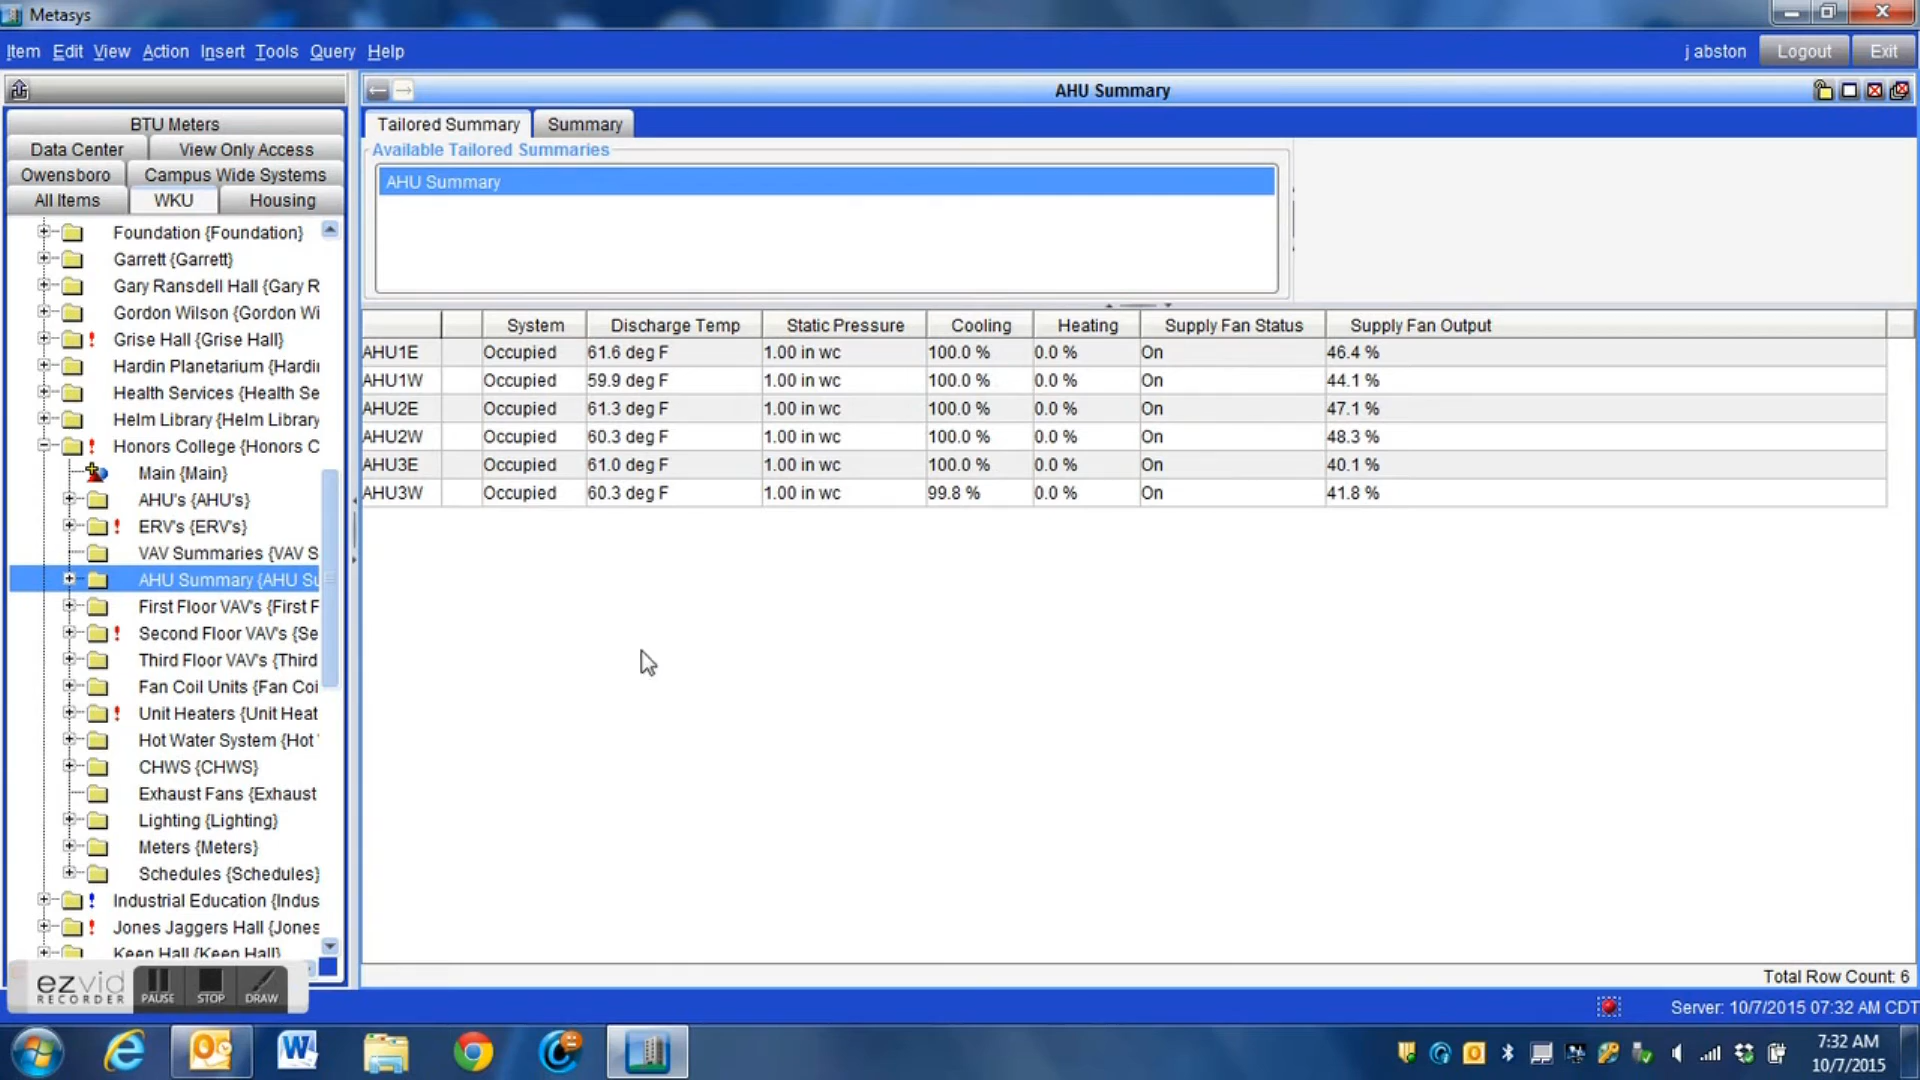 Metasys
Item Edit View Action Insert Tools Query Help
j abston Logout Exit
AHU Summary
BTU Meters
Data Center View Only Access
Owensboro Campus Wide Systems
All Items WKU Housing
Foundation {Foundation}
Garrett {Garrett}
Gary Ransdell Hall {Gary R
Gordon Wilson {Gordon Wi
Grise Hall {Grise Hall}
Hardin Planetarium {Hardi
Health Services {Health Se
Helm Library {Helm Library
Honors College {Honors C
Main {Main}
AHU's {AHU's}
ERV's {ERV's}
VAV Summaries {VAV S
AHU Summary {AHU Su
First Floor VAV's {First F
Second Floor VAV's {Se
Third Floor VAV's {Third
Fan Coil Units {Fan Coi
Unit Heaters {Unit Heat
Hot Water System {Hot
CHWS {CHWS}
Exhaust Fans {Exhaust
Lighting {Lighting}
Meters {Meters}
Schedules {Schedules}
Industrial Education {Indus
Jones Jaggers Hall {Jones
Keen Hall {Keen Hall}
Tailored Summary Summary
Available Tailored Summaries
AHU Summary
System Discharge Temp Static Pressure Cooling Heating Supply Fan Status Supply Fan Output
AHU1E Occupied 61.6 deg F 1.00 in wc 100.0 % 0.0 % On 46.4 %
AHU1W Occupied 59.9 deg F 1.00 in wc 100.0 % 0.0 % On 44.1 %
AHU2E Occupied 61.3 deg F 1.00 in wc 100.0 % 0.0 % On 47.1 %
AHU2W Occupied 60.3 deg F 1.00 in wc 100.0 % 0.0 % On 48.3 %
AHU3E Occupied 61.0 deg F 1.00 in wc 100.0 % 0.0 % On 40.1 %
AHU3W Occupied 60.3 deg F 1.00 in wc 99.8 % 0.0 % On 41.8 %
Total Row Count: 6
ezvid
RECORDER PAUSE STOP DRAW
Server: 10/7/2015 07:32 AM CDT
7:32 AM
10/7/2015